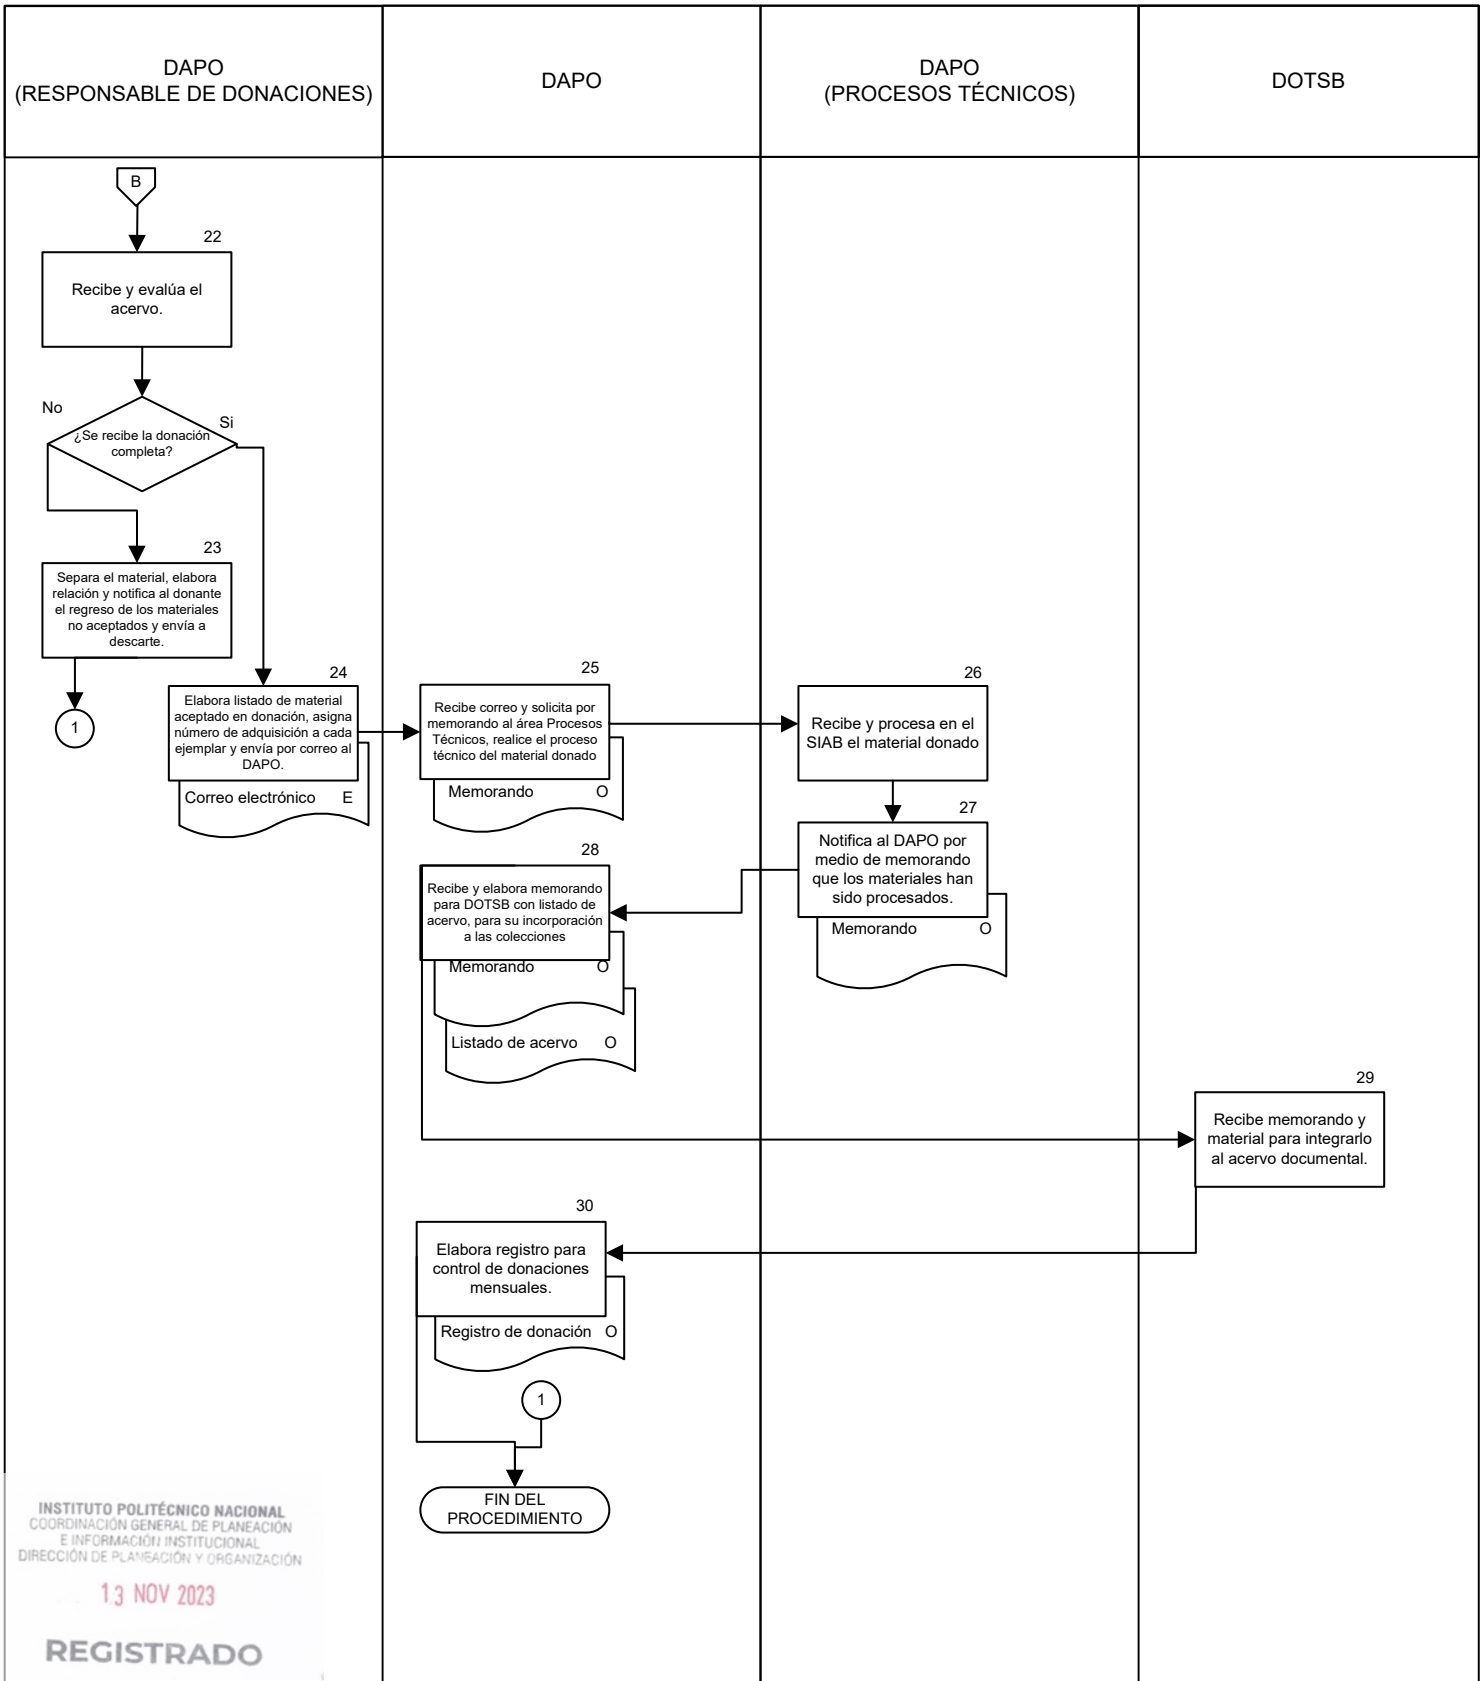 DAPO
(RESPONSABLE DE DONACIONES)
DAPO
DAPO
(PROCESOS TÉCNICOS)
DOTSB
B
22
Recibe y evalúa el
acervo.
No
Si
¿Se recibe la donación
completa?
23
Separa el material, elabora
relación y notifica al donante
el regreso de los materiales
no aceptados y envía a
descarte.
1
24
Elabora listado de material
aceptado en donación, asigna
número de adquisición a cada
ejemplar y envía por correo al
DAPO.
Correo electrónico E
25
Recibe correo y solicita por
memorando al área Procesos
Técnicos, realice el proceso
técnico del material donado
Memorando O
26
Recibe y procesa en el
SIAB el material donado
27
Notifica al DAPO por
medio de memorando
que los materiales han
sido procesados.
Memorando O
28
Recibe y elabora memorando
para DOTSB con listado de
acervo, para su incorporación
a las colecciones
Memorando O
Listado de acervo O
29
Recibe memorando y
material para integrarlo
al acervo documental.
30
Elabora registro para
control de donaciones
mensuales.
Registro de donación O
1
FIN DEL
PROCEDIMIENTO
INSTITUTO POLITÉCNICO NACIONAL
COORDINACIÓN GENERAL DE PLANEACIÓN
E INFORMACIÓN INSTITUCIONAL
DIRECCIÓN DE PLANEACIÓN Y ORGANIZACIÓN
13 NOV 2023
REGISTRADO